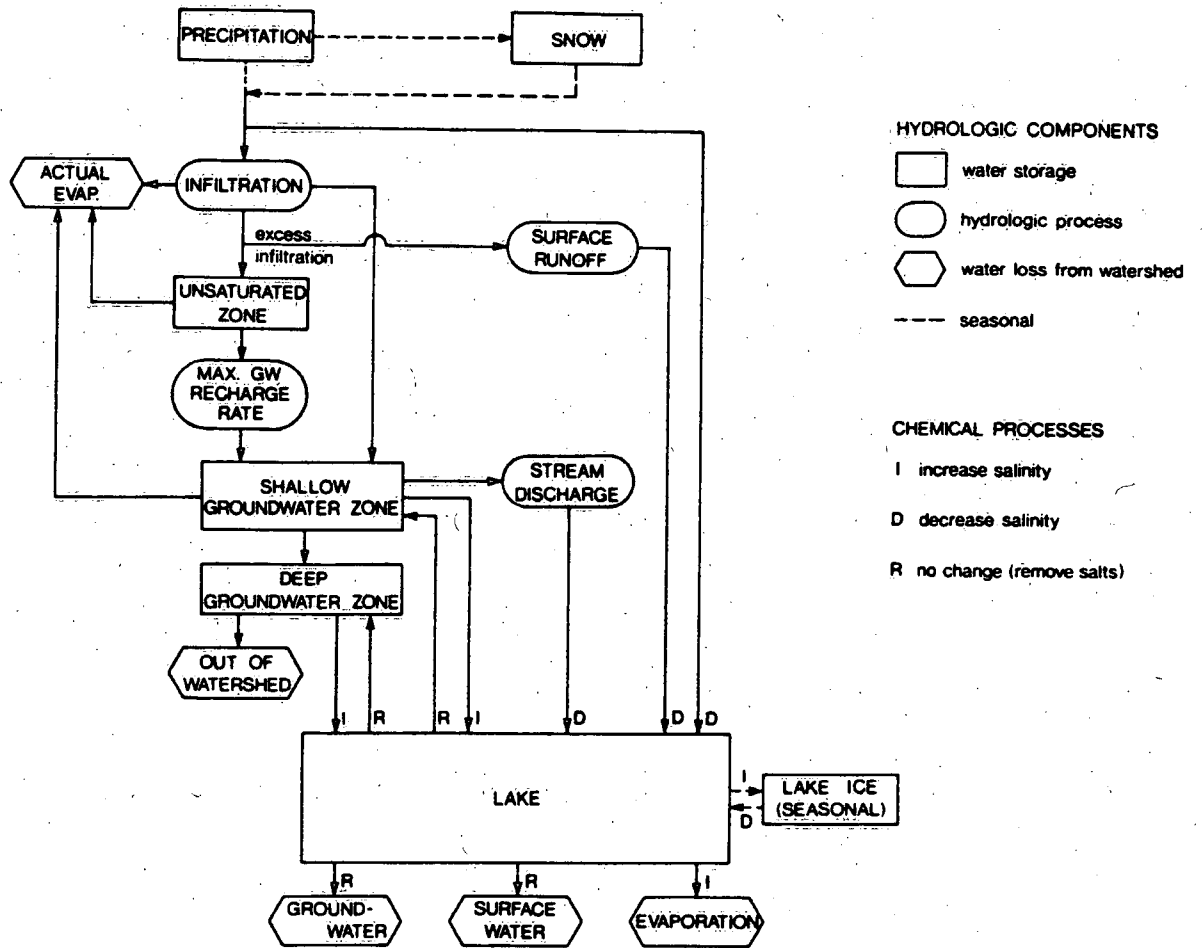 PRECIPITATION
SNOW
HYDROLOGIC COMPONENTS
water storage
hydrologic process
water loss from watershed
seasonal
ACTUAL
EVAP.
INFILTRATION
excess
infiltration
SURFACE
RUNOFF
UNSATURATED
ZONE
MAX. GW
RECHARGE
RATE
CHEMICAL PROCESSES
I increase salinity
D decrease salinity
R no change (remove salts)
SHALLOW
GROUNDWATER ZONE
STREAM
DISCHARGE
DEEP
GROUNDWATER ZONE
OUT OF
WATERSHED
I R R I D D D
LAKE
I
D
LAKE ICE
(SEASONAL)
R R I
GROUND-
WATER
SURFACE
WATER
EVAPORATION